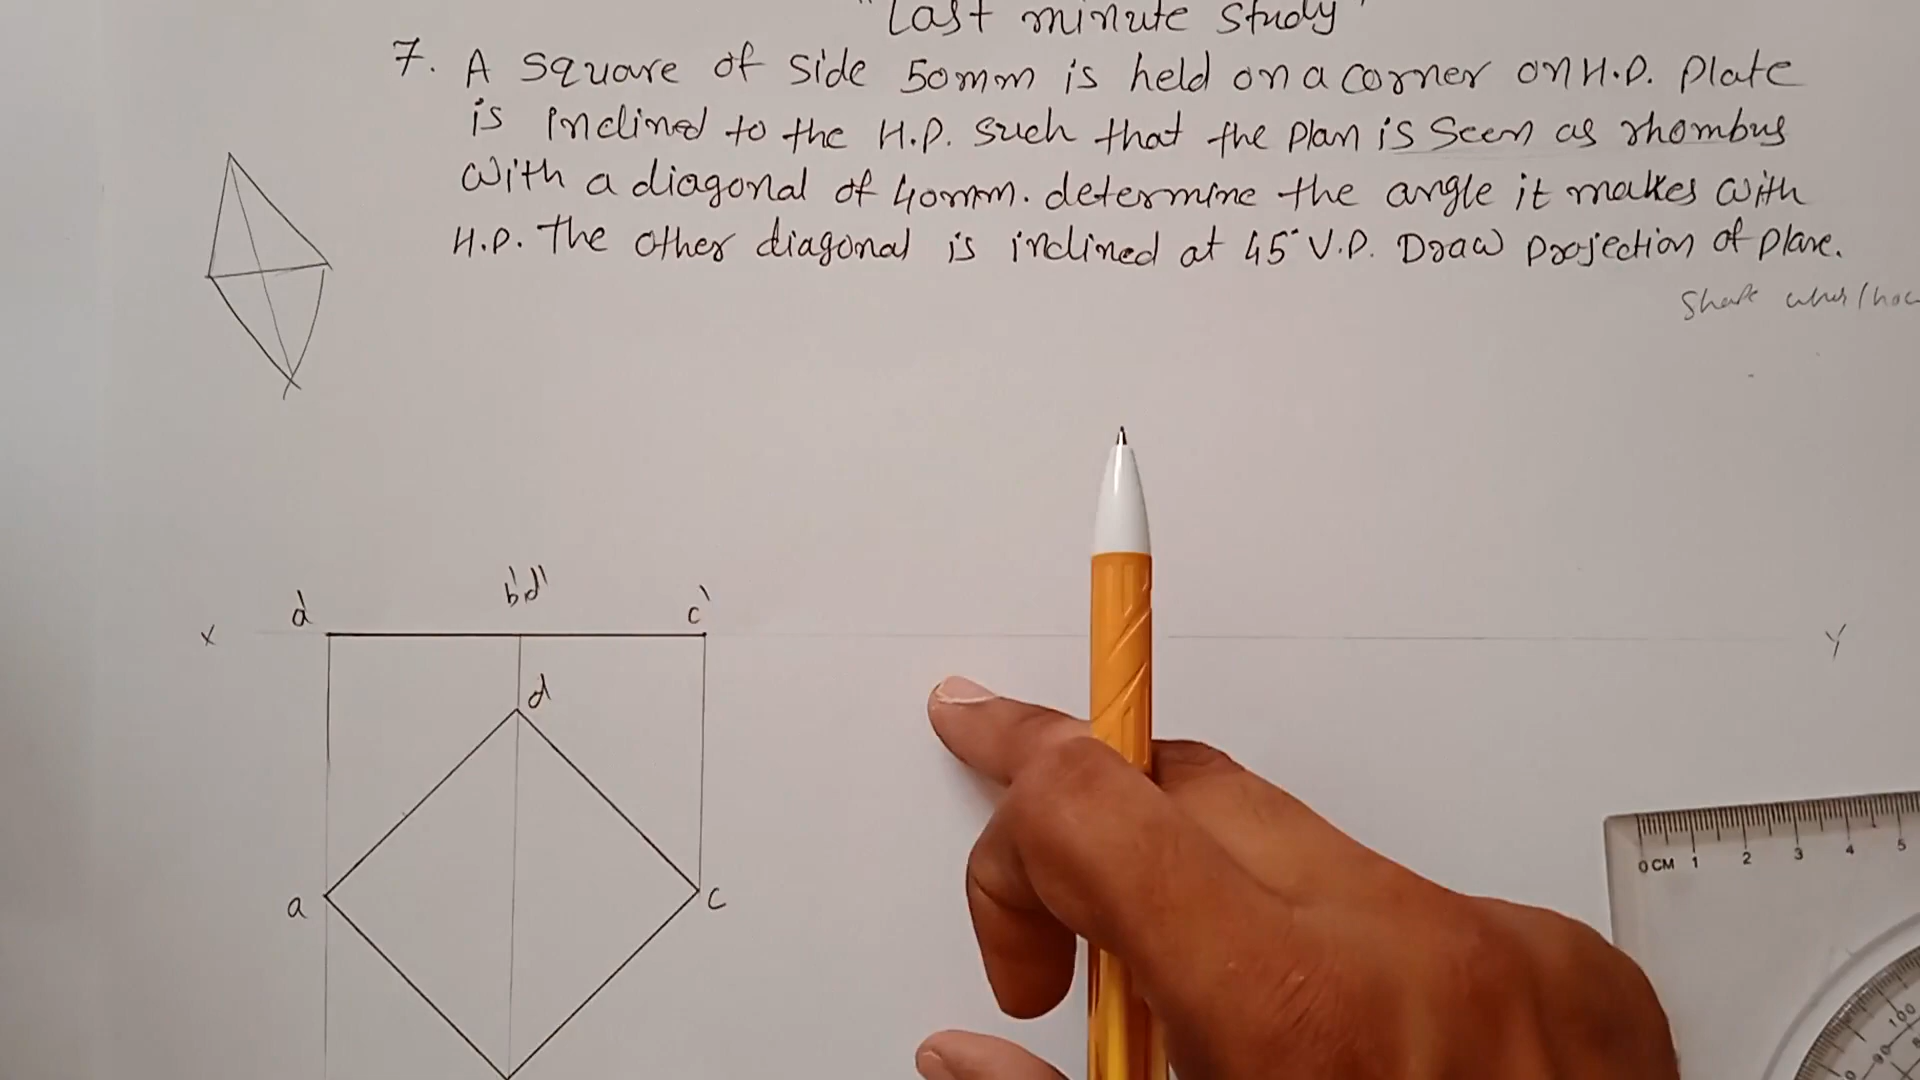 "Last minute study"
7. A square of side 50mm is held on a corner on H.P. Plate
is inclined to the H.P. such that the plan is seen as rhombus
with a diagonal of 40mm. determine the angle it makes with
H.P. The other diagonal is inclined at 45° V.P. Draw projection of plane.
a' b'd' c'
X Y
d
a c
0 CM 1 2 3 4 5
100
90